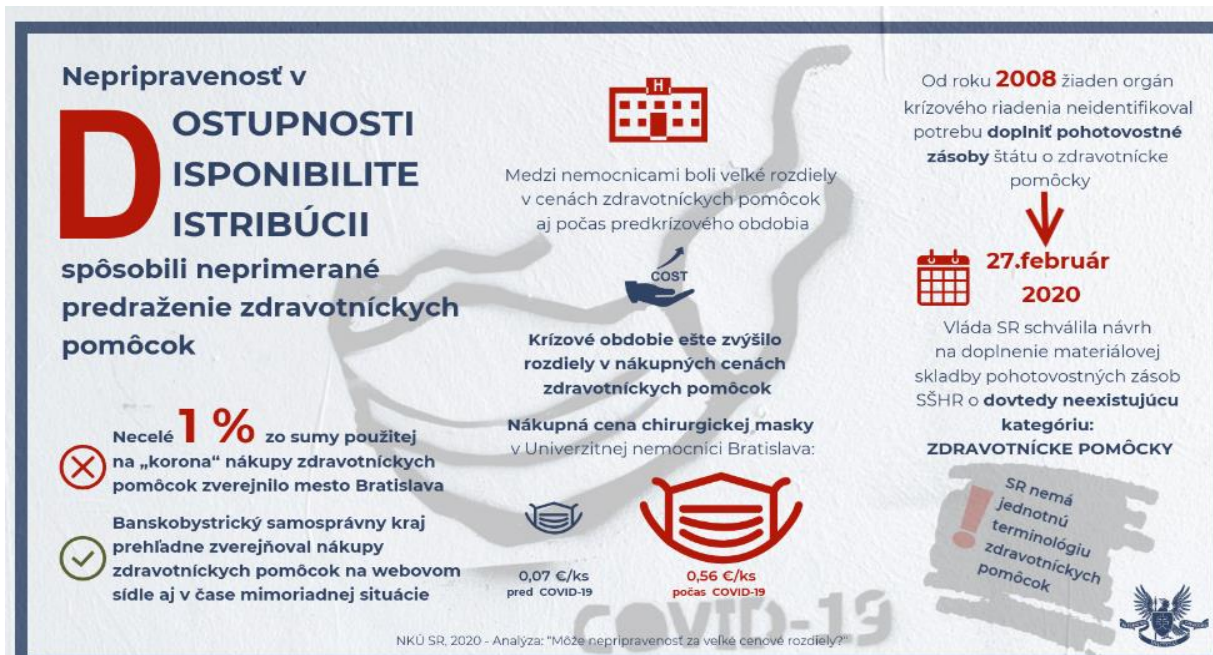 Nepripravenosť v
DOSTUPNOSTI
ISPONIBILITE
ISTRIBÚCII
spôsobili neprimerané
predraženie zdravotníckych
pomôcok
Necelé 1 % zo sumy použitej
na „korona“ nákupy zdravotníckych
pomôcok zverejnilo mesto Bratislava
Banskobystrický samosprávny kraj
prehľadne zverejňoval nákupy
zdravotníckych pomôcok na webovom
sídle aj v čase mimoriadnej situácie
H
Medzi nemocnicami boli veľké rozdiely
v cenách zdravotníckych pomôcok
aj počas predkrízového obdobia
COST
Krízové obdobie ešte zvýšilo
rozdiely v nákupných cenách
zdravotníckych pomôcok
Nákupná cena chirurgickej masky
v Univerzitnej nemocnici Bratislava:
0,07 €/ks
pred COVID-19
0,56 €/ks
počas COVID-19
Od roku 2008 žiaden orgán
krízového riadenia neidentifikoval
potrebu doplniť pohotovostné
zásoby štátu o zdravotnícke
pomôcky
27.február
2020
Vláda SR schválila návrh
na doplnenie materiálovej
skladby pohotovostných zásob
SŠHR o dovtedy neexistujúcu
kategóriu:
ZDRAVOTNÍCKE POMÔCKY
!
SR nemá
jednotnú
terminológiu
zdravotníckych
pomôcok
COVID-19
NKÚ SR, 2020 - Analýza: "Môže nepripravenosť za veľké cenové rozdiely?"